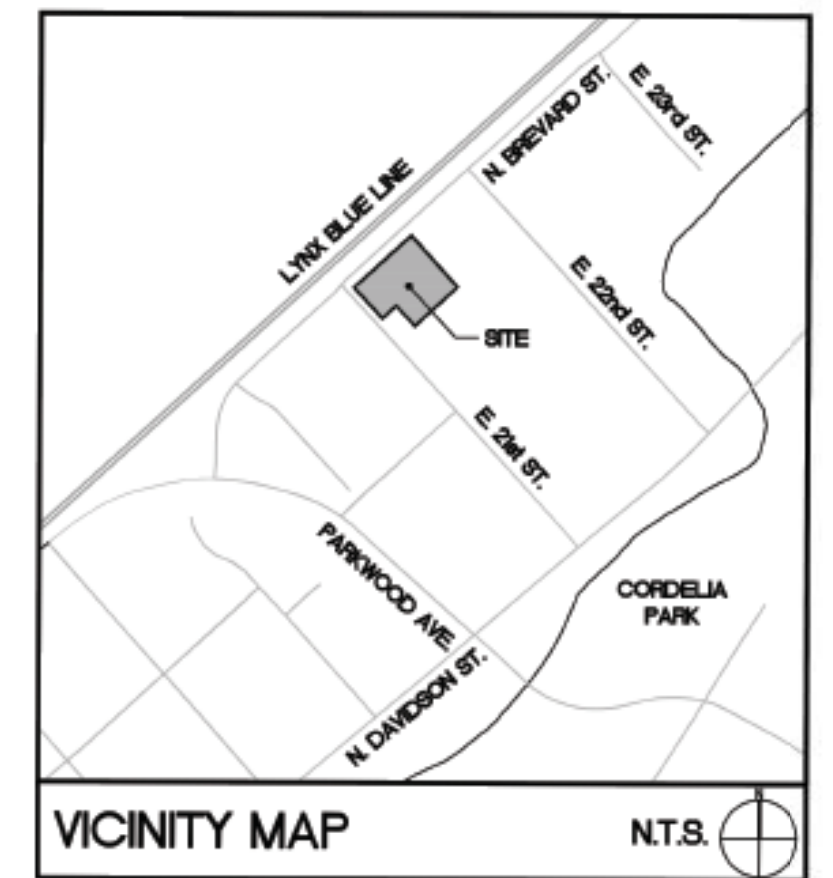 E. 23rd ST.
N. BREVARD ST.
LYNX BLUE LINE
E. 22nd ST.
SITE
E. 21st ST.
PARKWOOD AVE.
CORDELIA
PARK
N. DAVIDSON ST.
VICINITY MAP
N.T.S.
N